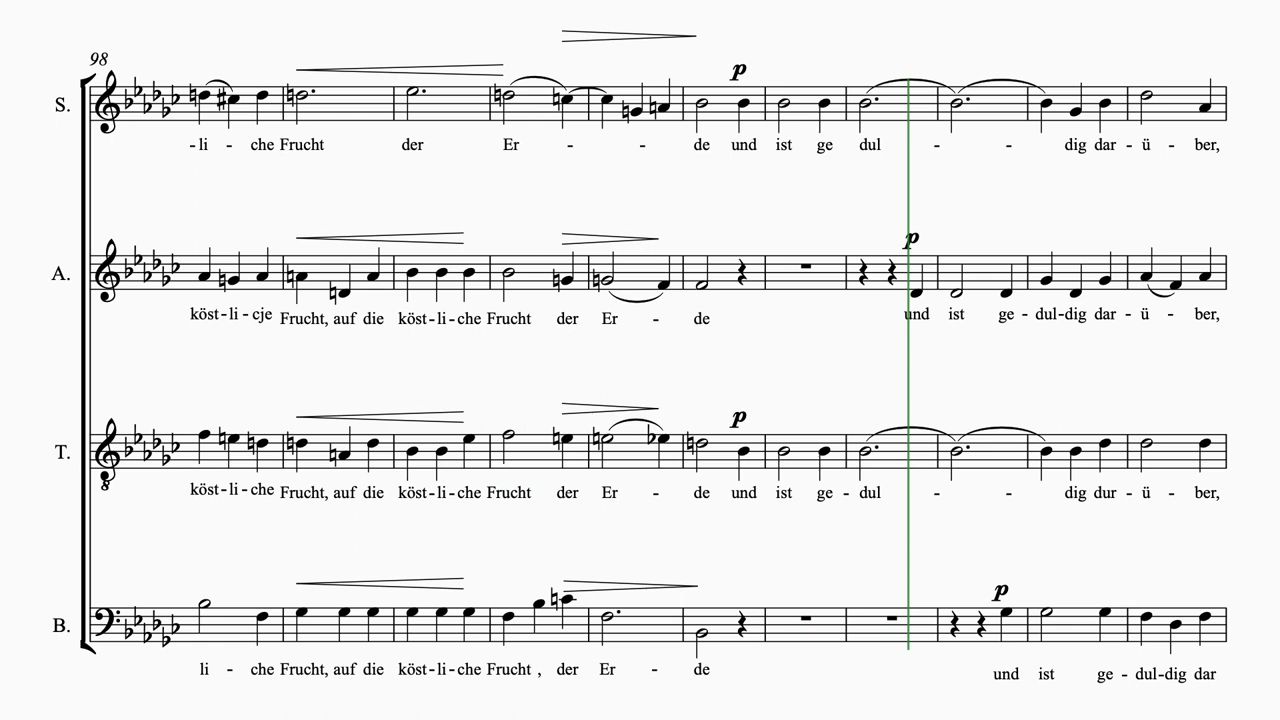 98
p
S.
- li - che Frucht der Er - - de und ist ge dul - - dig dar - ü - ber,
p
A.
köst - li - cje Frucht, auf die köst - li - che Frucht der Er - de und ist ge - dul - dig dar - ü - ber,
p
T.
köst - li - che Frucht, auf die köst - li - che Frucht der Er - de und ist ge - dul - - dig dur - ü - ber,
p
B.
li - che Frucht, auf die köst - li - che Frucht , der Er - de und ist ge - dul - dig dar